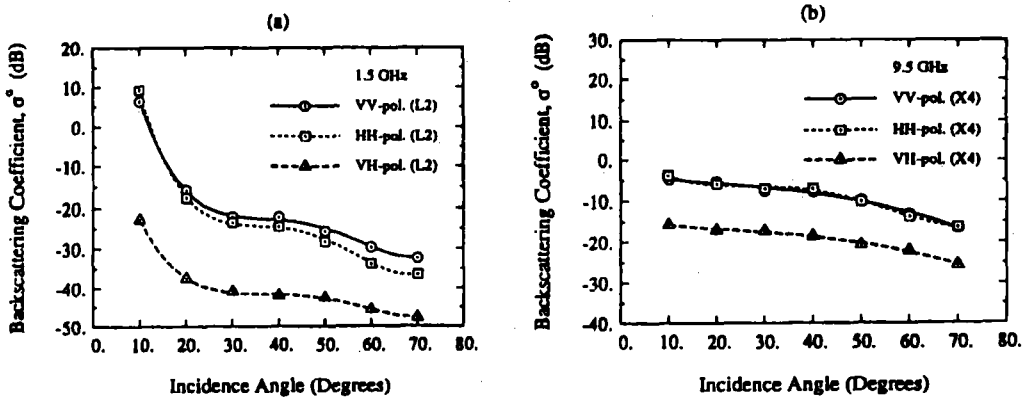 (a)
Backscattering Coefficient, σ° (dB)
20.
10.
0.
-10.
-20.
-30.
-40.
-50.
1.5 GHz
VV-pol. (L2)
HH-pol. (L2)
VH-pol. (L2)
0. 10. 20. 30. 40. 50. 60. 70. 80.
Incidence Angle (Degrees)
(b)
Backscattering Coefficient, σ° (dB)
30.
20.
10.
0.
-10.
-20.
-30.
-40.
9.5 GHz
VV-pol. (X4)
HH-pol. (X4)
VH-pol. (X4)
0. 10. 20. 30. 40. 50. 60. 70. 80.
Incidence Angle (Degrees)